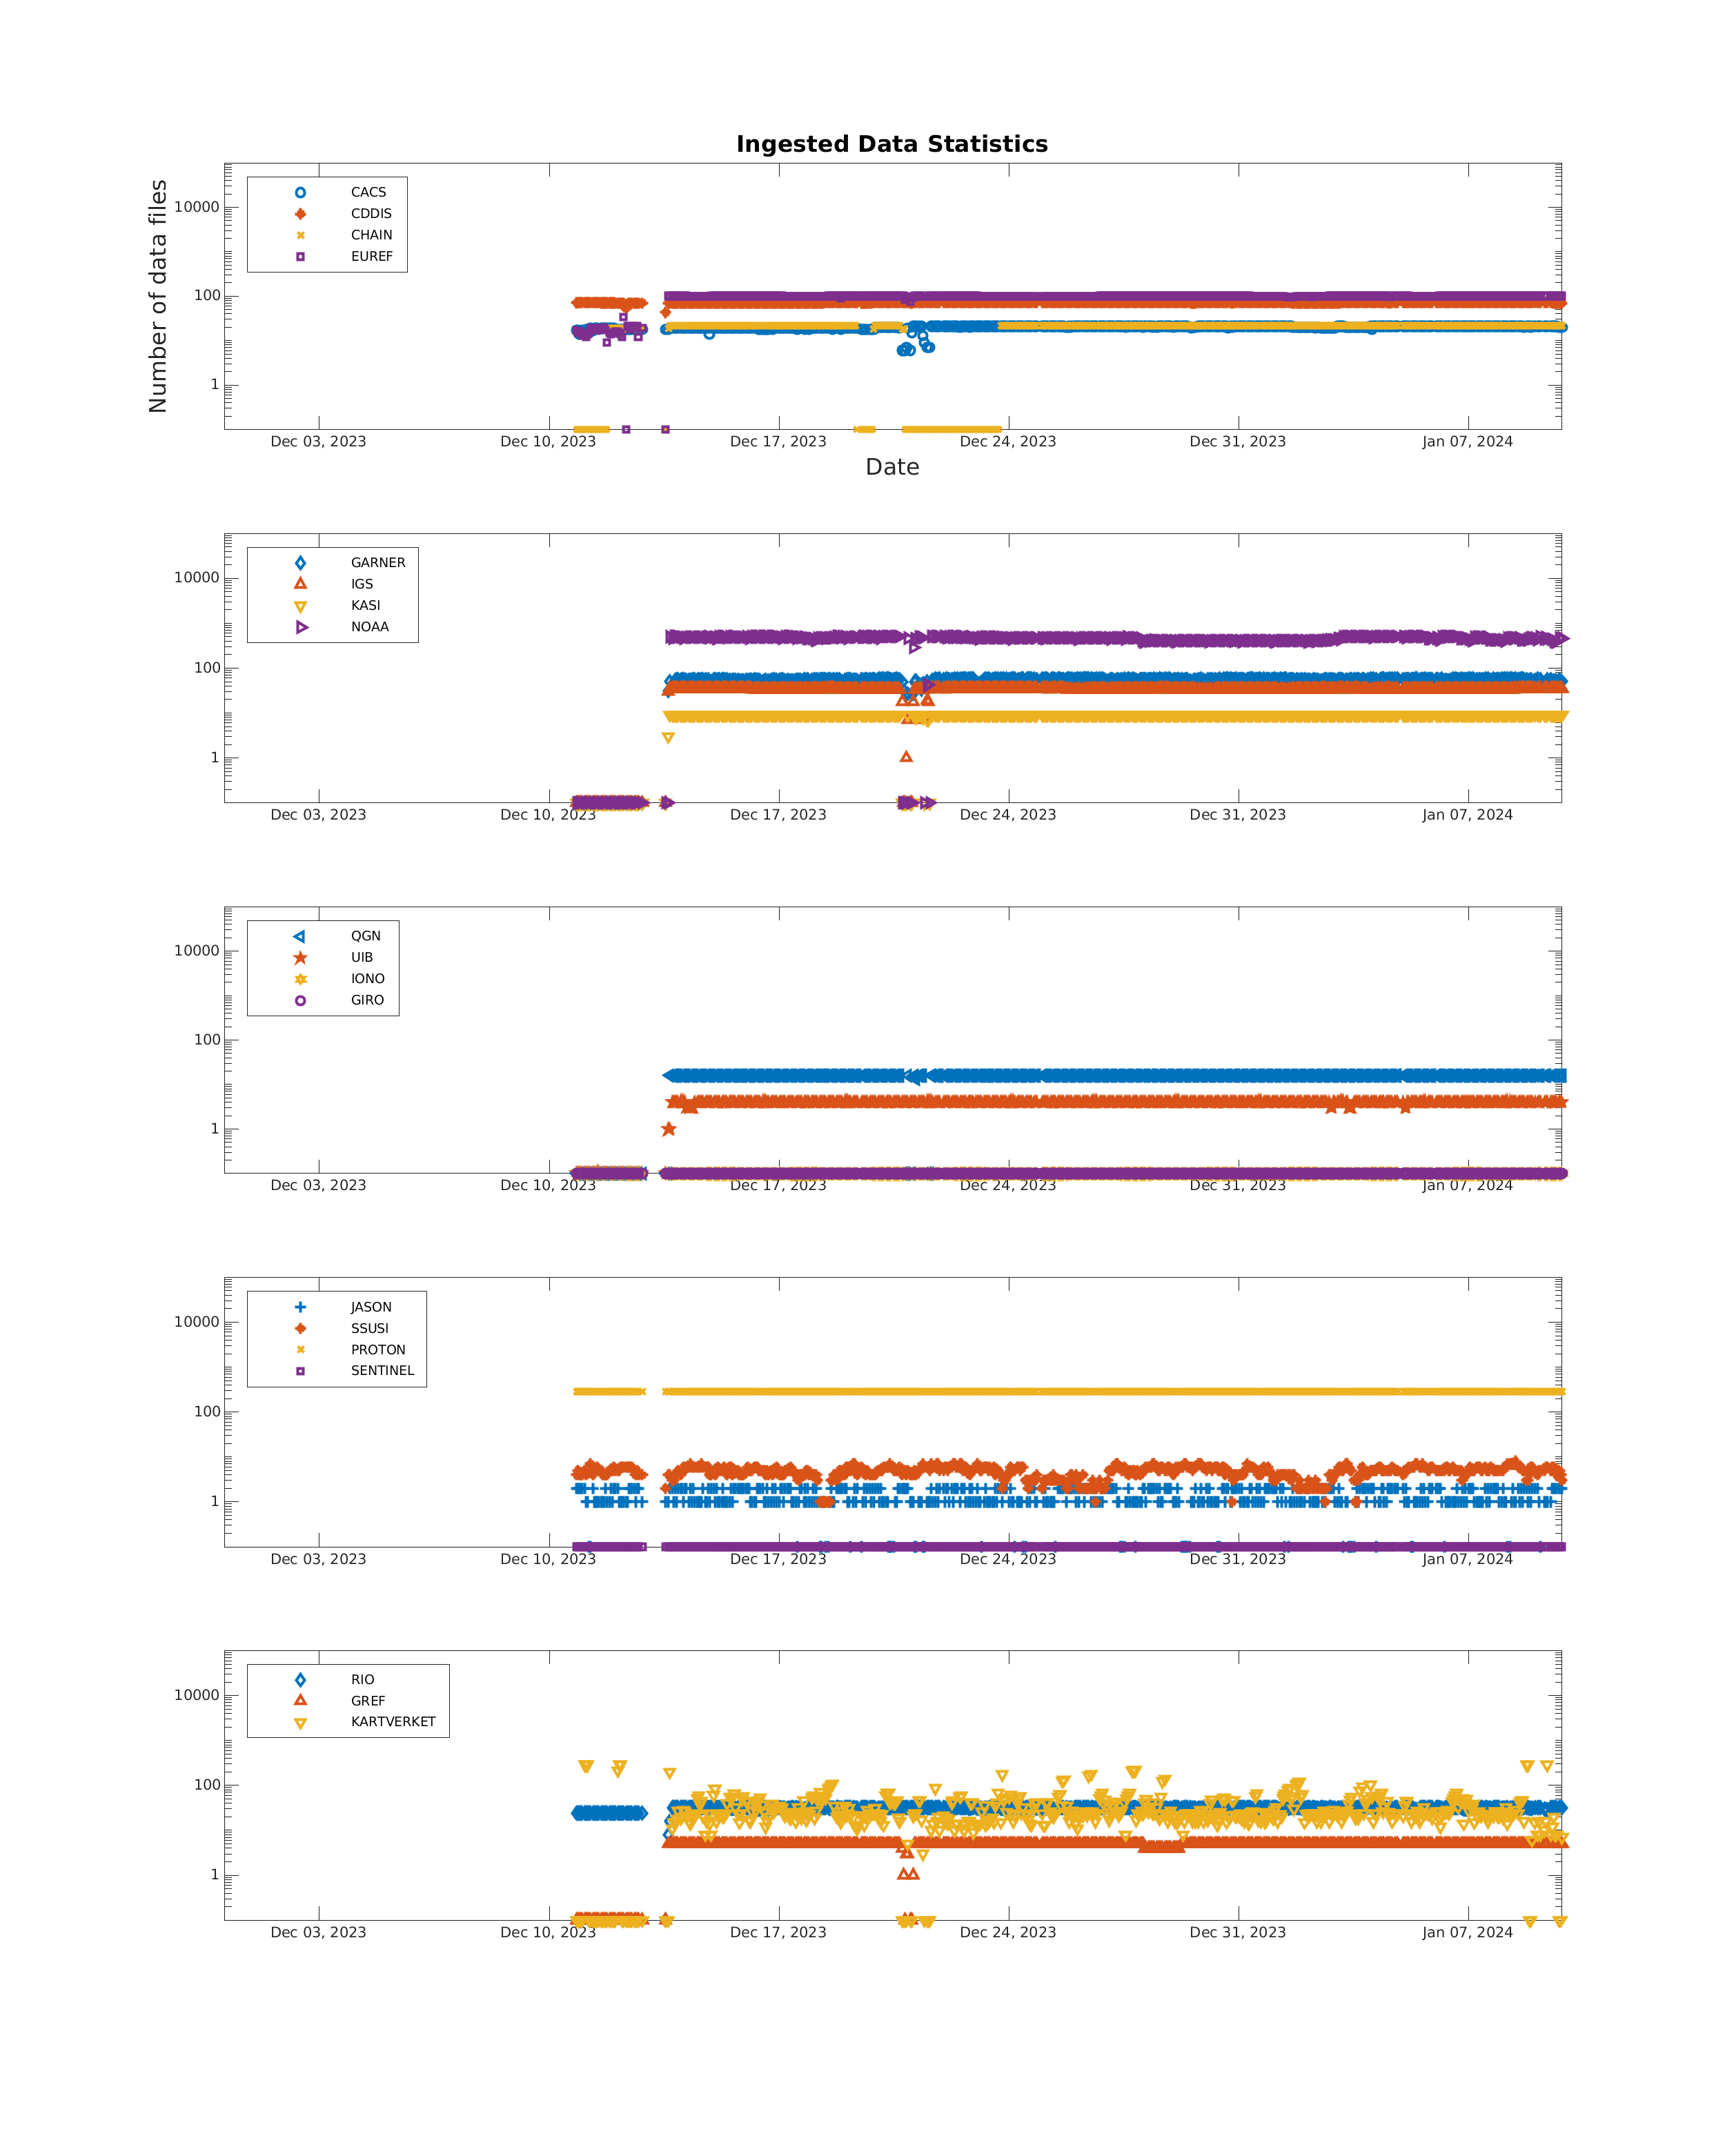 Ingested Data Statistics
Number of data files
10000
100
1
CACS
CDDIS
CHAIN
EUREF
Dec 03, 2023 Dec 10, 2023 Dec 17, 2023 Dec 24, 2023 Dec 31, 2023 Jan 07, 2024
Date
10000
100
1
GARNER
IGS
KASI
NOAA
Dec 03, 2023 Dec 10, 2023 Dec 17, 2023 Dec 24, 2023 Dec 31, 2023 Jan 07, 2024
10000
100
1
QGN
UIB
IONO
GIRO
Dec 03, 2023 Dec 10, 2023 Dec 17, 2023 Dec 24, 2023 Dec 31, 2023 Jan 07, 2024
10000
100
1
JASON
SSUSI
PROTON
SENTINEL
Dec 03, 2023 Dec 10, 2023 Dec 17, 2023 Dec 24, 2023 Dec 31, 2023 Jan 07, 2024
10000
100
1
RIO
GREF
KARTVERKET
Dec 03, 2023 Dec 10, 2023 Dec 17, 2023 Dec 24, 2023 Dec 31, 2023 Jan 07, 2024